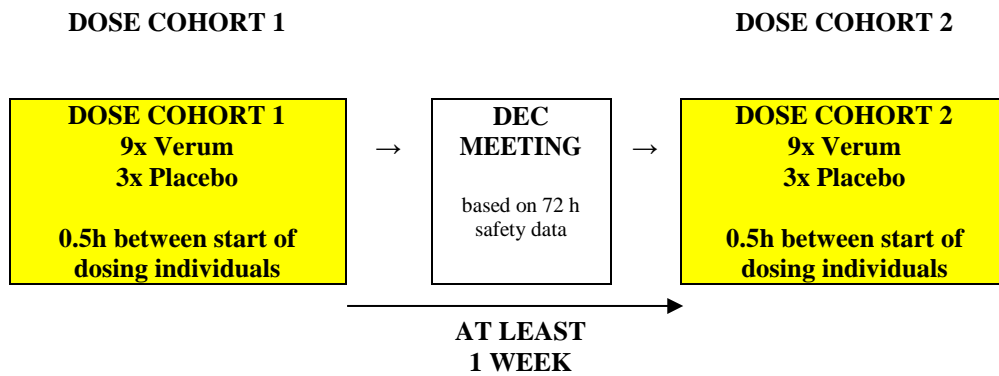 DOSE COHORT 1
DOSE COHORT 2
DOSE COHORT 1
9x Verum
3x Placebo
0.5h between start of
dosing individuals
→
DEC
MEETING
based on 72 h
safety data
→
DOSE COHORT 2
9x Verum
3x Placebo
0.5h between start of
dosing individuals
AT LEAST
1 WEEK